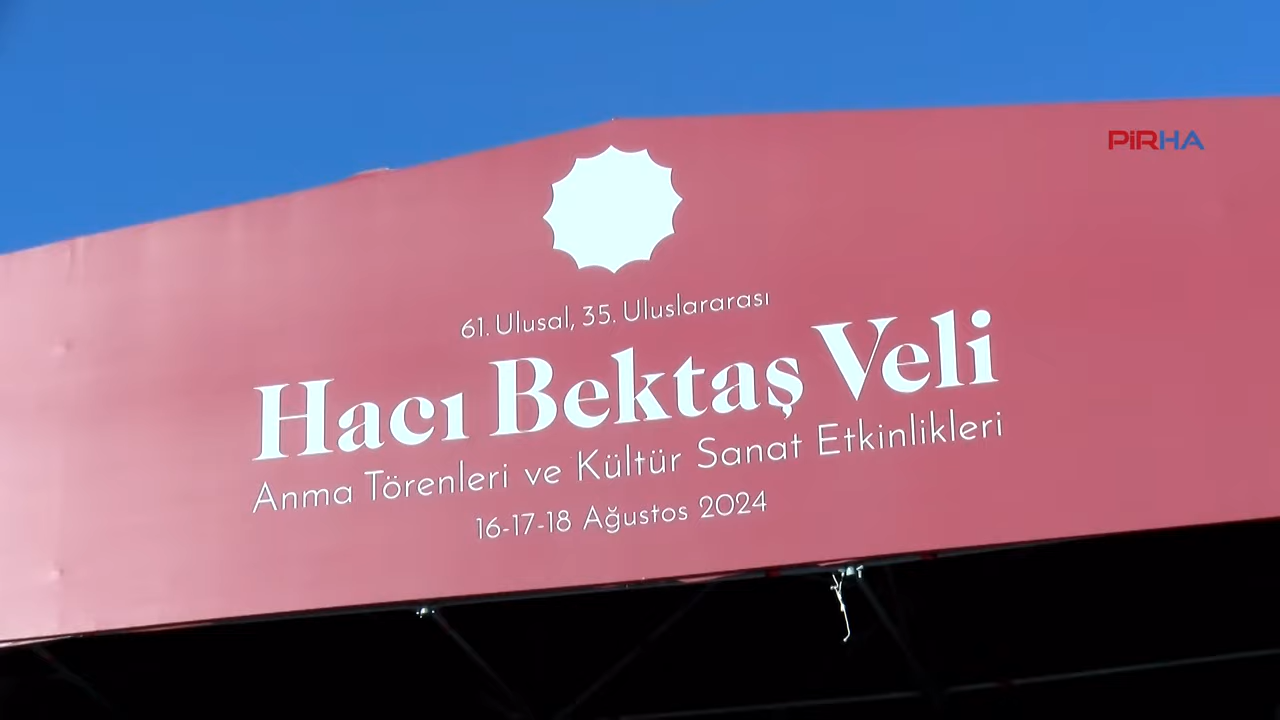 PİRHA
61. Ulusal, 35. Uluslararası
Hacı Bektaş Veli
Anma Törenleri ve Kültür Sanat Etkinlikleri
16-17-18 Ağustos 2024